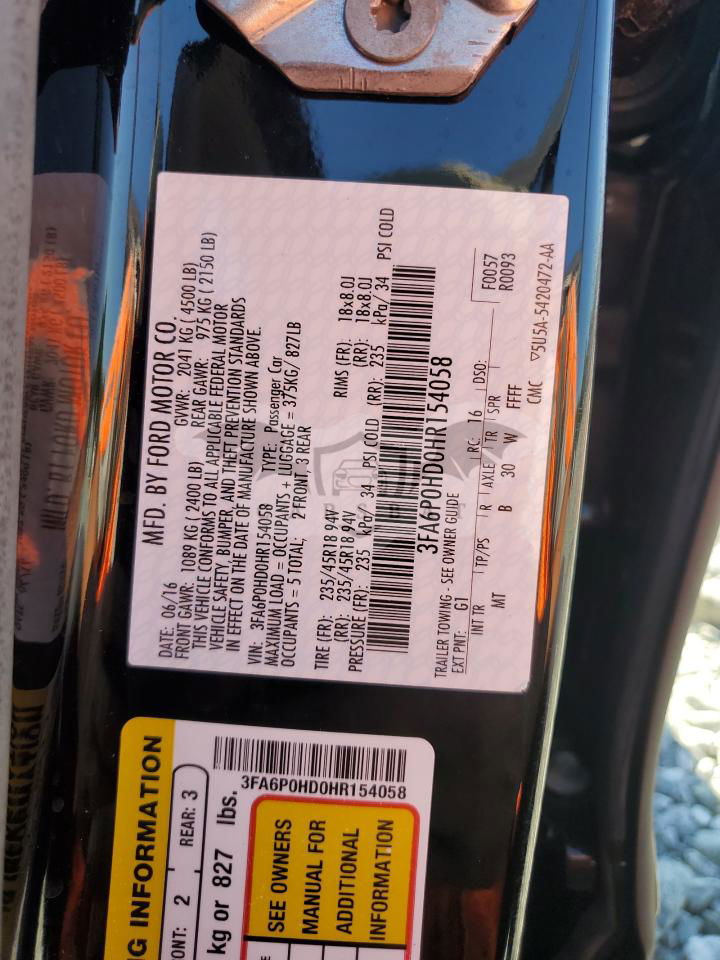 MFD. BY FORD MOTOR CO.
DATE: 06/16 GVWR: 2041 KG ( 4500 LB)
FRONT GAWR: 1089 KG ( 2400 LB) REAR GAWR: 975 KG ( 2150 LB)
THIS VEHICLE CONFORMS TO ALL APPLICABLE FEDERAL MOTOR
VEHICLE SAFETY, BUMPER, AND THEFT PREVENTION STANDARDS
IN EFFECT ON THE DATE OF MANUFACTURE SHOWN ABOVE.
VIN: 3FA6P0HD0HR154058 TYPE: Passenger Car
MAXIMUM LOAD = OCCUPANTS + LUGGAGE = 375KG/ 827LB
OCCUPANTS = 5 TOTAL; 2 FRONT, 3 REAR
TIRE (FR): 235/45R18 94V RIMS (FR): 18x8.0J
(RR): 235/45R18 94V (RR): 18x8.0J
PRESSURE (FR): 235 kPa/ 34 PSI COLD (RR): 235 kPa/ 34 PSI COLD
3FA6P0HD0HR154058
TRAILER TOWING - SEE OWNER GUIDE
EXT PNT: G1 RC: 16 DSO: F0057
R0093
INT TR TP/PS R AXLE TR SPR
MT B 30 W FFFF
CMC ▽5U5A-5420472-AA
NG INFORMATION
ONT: 2 REAR: 3
kg or 827 lbs.
3FA6P0HD0HR154058
SEE OWNERS
MANUAL FOR
ADDITIONAL
INFORMATION